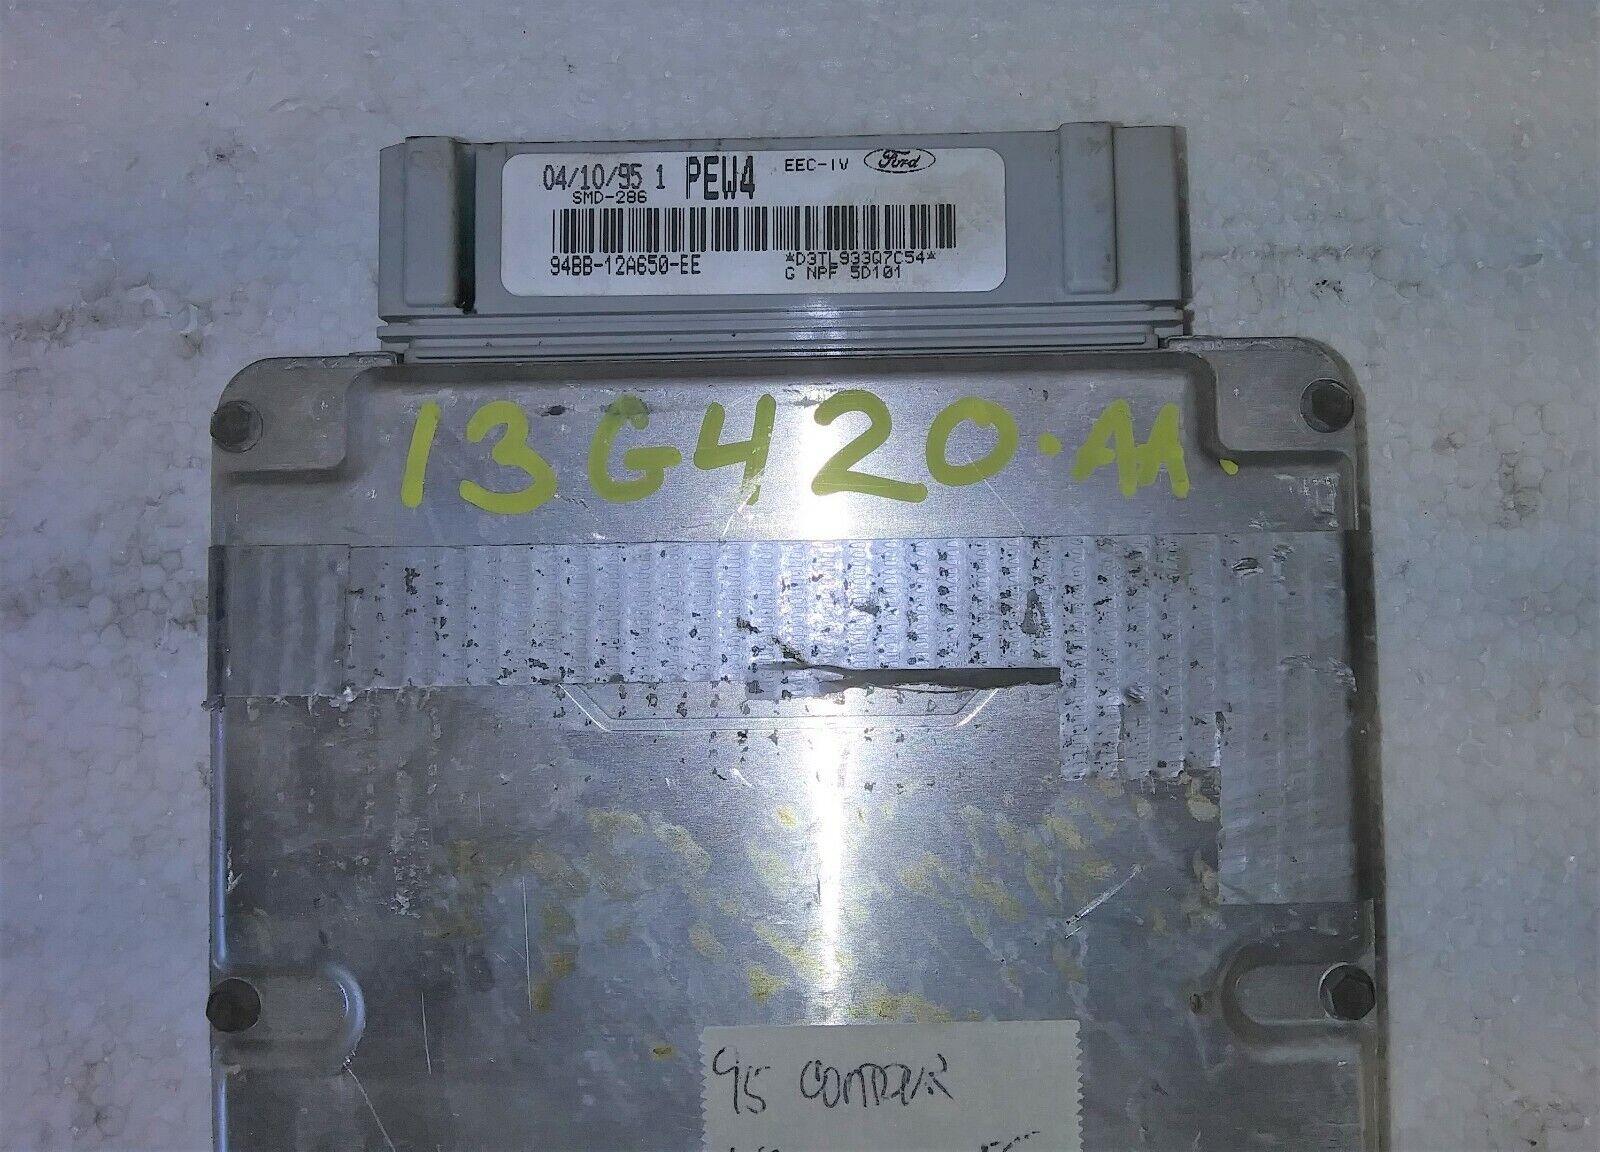 04/10/95 1 PEW4 EEC-IV Ford
SMD-286
94BB-12A650-EE *D3TL933Q7C54*
G NPF 5D101
13G420.AA.
95 CONTOUR